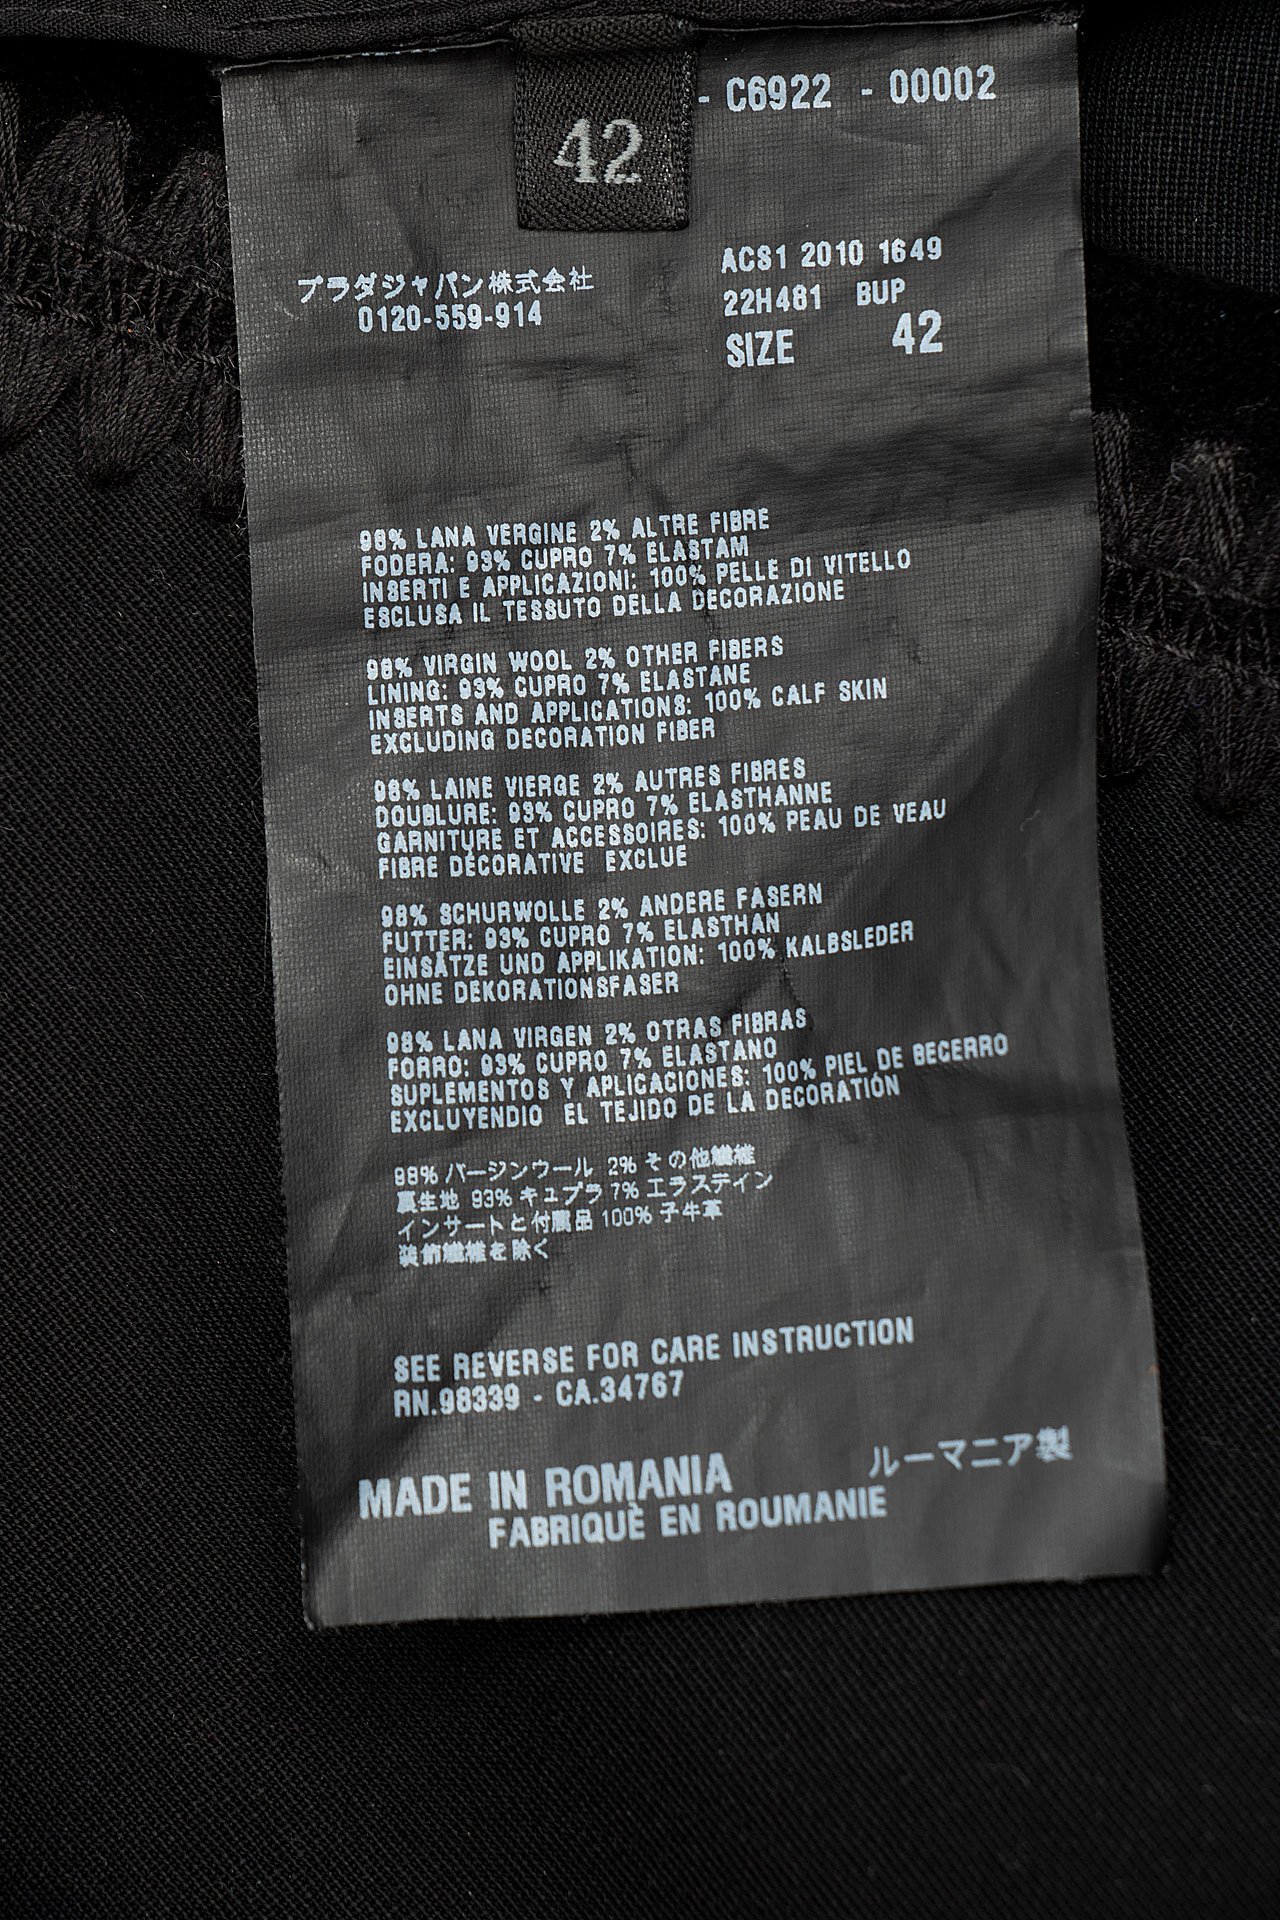 - C6922 - 00002
42
プラダジャパン株式会社
0120-559-914
ACS1 2010 1649
22H481 BUP
SIZE 42
98% LANA VERGINE 2% ALTRE FIBRE
FODERA: 93% CUPRO 7% ELASTAM
INSERTI E APPLICAZIONI: 100% PELLE DI VITELLO
ESCLUSA IL TESSUTO DELLA DECORAZIONE
98% VIRGIN WOOL 2% OTHER FIBERS
LINING: 93% CUPRO 7% ELASTANE
INSERTS AND APPLICATIONS: 100% CALF SKIN
EXCLUDING DECORATION FIBER
98% LAINE VIERGE 2% AUTRES FIBRES
DOUBLURE: 93% CUPRO 7% ELASTHANNE
GARNITURE ET ACCESSOIRES: 100% PEAU DE VEAU
FIBRE DÉCORATIVE EXCLUE
98% SCHURWOLLE 2% ANDERE FASERN
FUTTER: 93% CUPRO 7% ELASTHAN
EINSÄTZE UND APPLIKATION: 100% KALBSLEDER
OHNE DEKORATIONSFASER
98% LANA VIRGEN 2% OTRAS FIBRAS
FORRO: 93% CUPRO 7% ELASTANO
SUPLEMENTOS Y APLICACIONES: 100% PIEL DE BECERRO
EXCLUYENDIO EL TEJIDO DE LA DECORATIÓN
98% バージンウール 2% その他繊維
裏生地 93% キュプラ 7% エラステイン
インサートと付属品 100% 子牛革
装飾繊維を除く
SEE REVERSE FOR CARE INSTRUCTION
RN.98339 - CA.34767
MADE IN ROMANIA ルーマニア製
FABRIQUÈ EN ROUMANIE